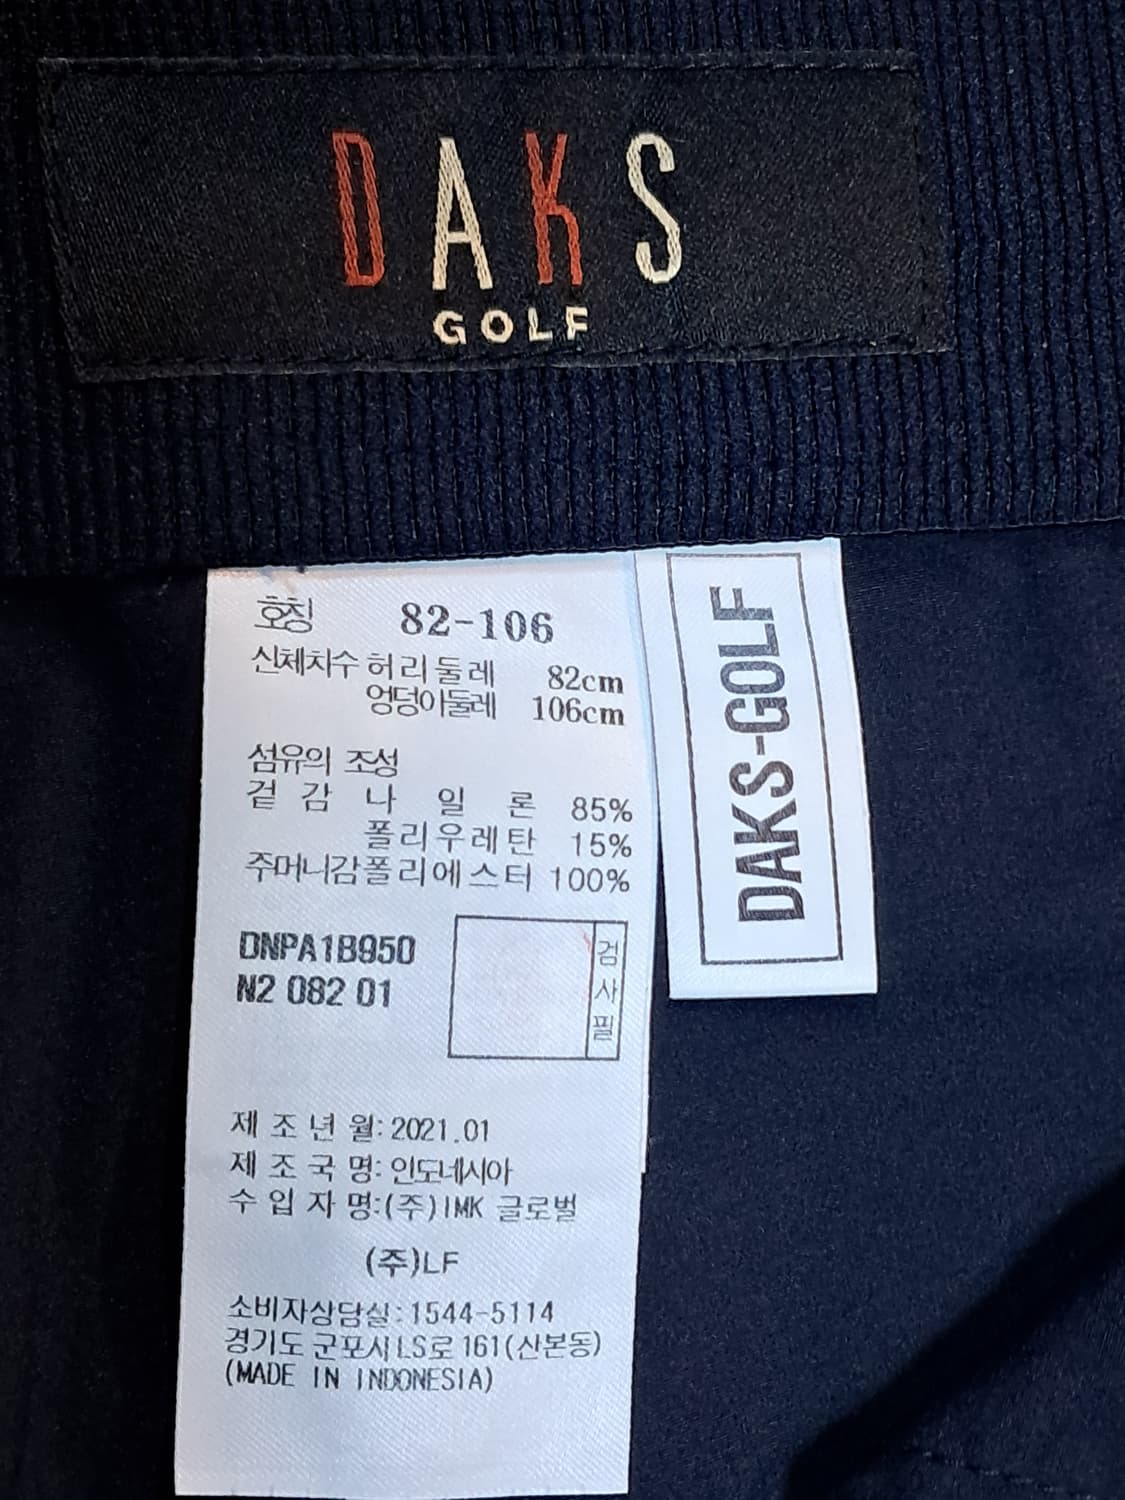 DAKS
GOLF
호칭 82-106
신체치수 허리둘레 82cm
엉덩이둘레 106cm
섬유의 조성
겉감 나일론 85%
폴리우레탄 15%
주머니감 폴리에스터 100%
DNPA1B950
N2 082 01
검사필
제조년월: 2021.01
제조국명: 인도네시아
수입자명:(주)IMK 글로벌
(주)LF
소비자상담실:1544-5114
경기도 군포시 LS로 161(산본동)
(MADE IN INDONESIA)
DAKS-GOLF